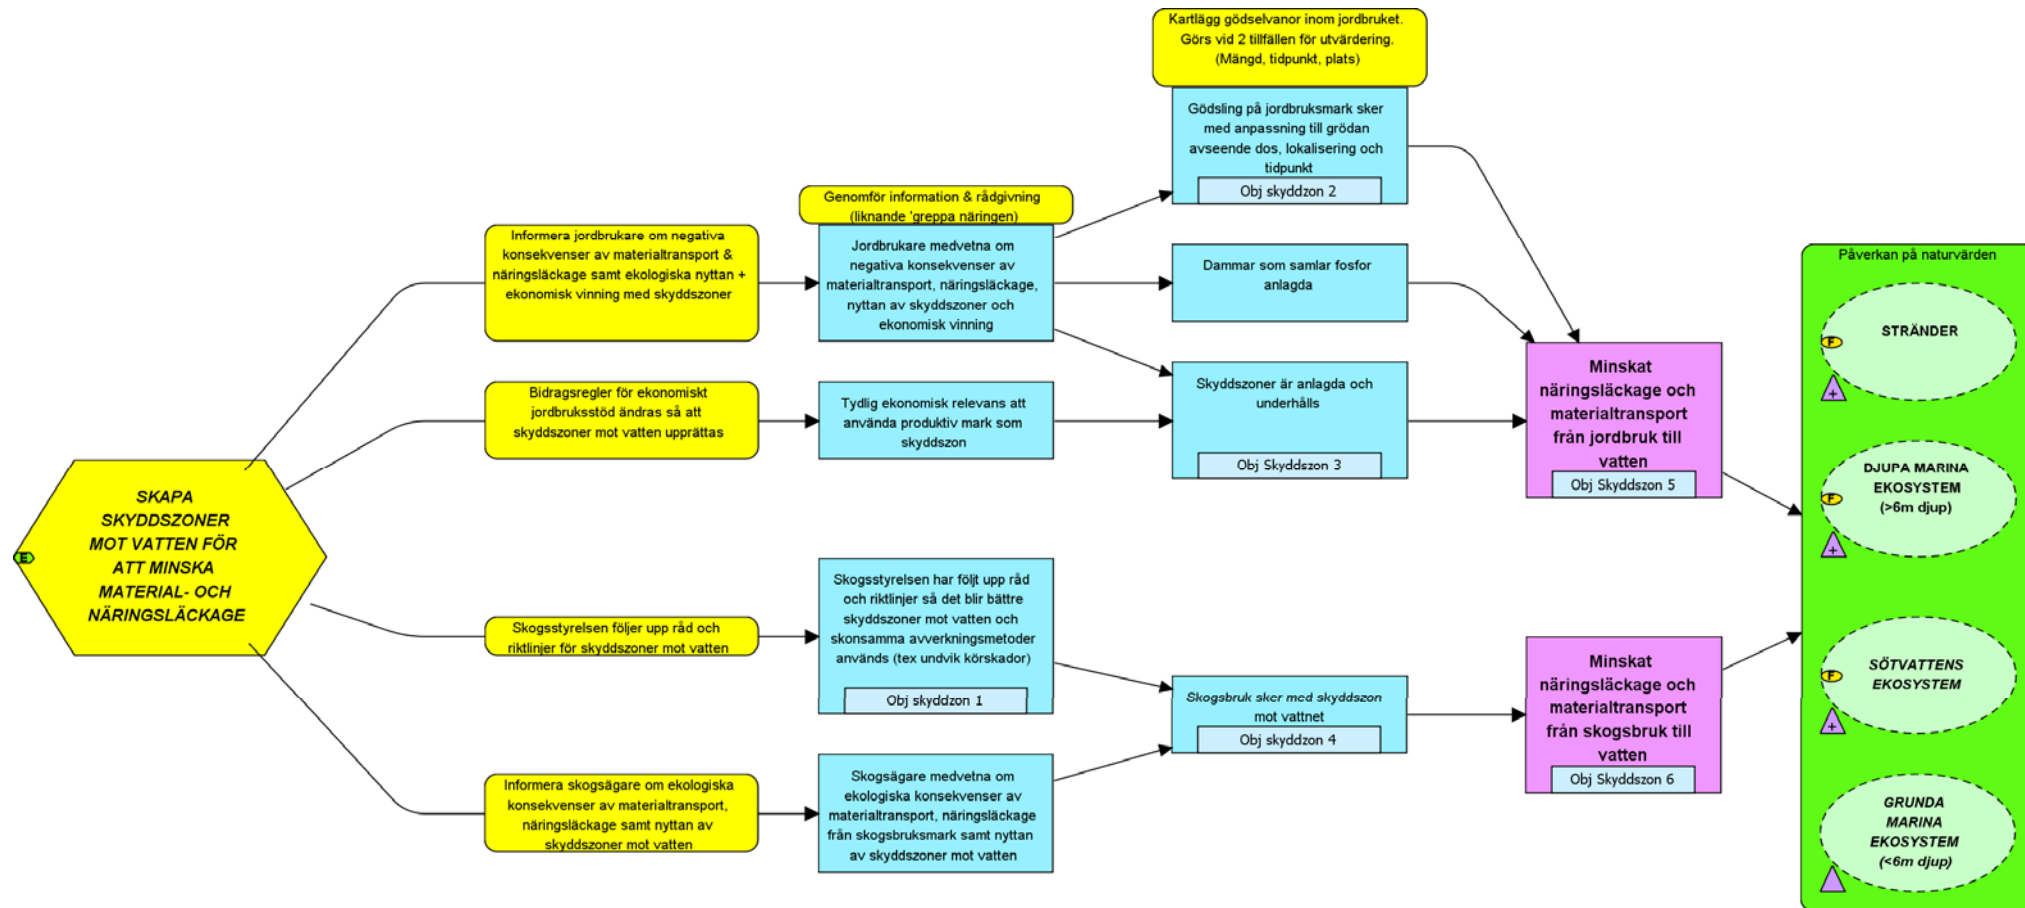 SKAPA
SKYDDSZONER
MOT VATTEN FÖR
ATT MINSKA
MATERIAL- OCH
NÄRINGSLÄCKAGE
E
Informera jordbrukare om negativa
konsekvenser av materialtransport &
näringsläckage samt ekologiska nyttan +
ekonomisk vinning med skyddszoner
Bidragsregler för ekonomiskt
jordbruksstöd ändras så att
skyddszoner mot vatten upprättas
Skogsstyrelsen följer upp råd och
riktlinjer för skyddszoner mot vatten
Informera skogsägare om ekologiska
konsekvenser av materialtransport,
näringsläckage samt nyttan av
skyddszoner mot vatten
Genomför information & rådgivning
(liknande 'greppa näringen)
Jordbrukare medvetna om
negativa konsekvenser av
materialtransport, näringsläckage,
nyttan av skyddszoner och
ekonomisk vinning
Tydlig ekonomisk relevans att
använda produktiv mark som
skyddszon
Skogsstyrelsen har följt upp råd
och riktlinjer så det blir bättre
skyddszoner mot vatten och
skonsamma avverkningsmetoder
används (tex undvik körskador)
Obj skyddzon 1
Skogsägare medvetna om
ekologiska konsekvenser av
materialtransport, näringsläckage
från skogsbruksmark samt nyttan
av skyddszoner mot vatten
Kartlägg gödselvanor inom jordbruket.
Görs vid 2 tillfällen för utvärdering.
(Mängd, tidpunkt, plats)
Gödsling på jordbruksmark sker
med anpassning till grödan
avseende dos, lokalisering och
tidpunkt
Obj skyddzon 2
Dammar som samlar fosfor
anlagda
Skyddszoner är anlagda och
underhålls
Obj Skyddszon 3
Skogsbruk sker med skyddszon
mot vattnet
Obj skyddzon 4
Minskat
näringsläckage och
materialtransport
från jordbruk till
vatten
Obj Skyddszon 5
Minskat
näringsläckage och
materialtransport
från skogsbruk till
vatten
Obj Skyddszon 6
Påverkan på naturvärden
STRÄNDER
F
+
DJUPA MARINA
EKOSYSTEM
(>6m djup)
F
+
SÖTVATTENS
EKOSYSTEM
F
+
GRUNDA
MARINA
EKOSYSTEM
(<6m djup)